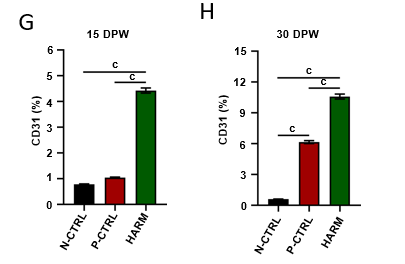 G
15 DPW
CD31 (%)
6
5
4
3
2
1
0
c
c
N-CTRL
P-CTRL
HARM
H
30 DPW
CD31 (%)
15
12
9
6
3
0
c
c
c
N-CTRL
P-CTRL
HARM